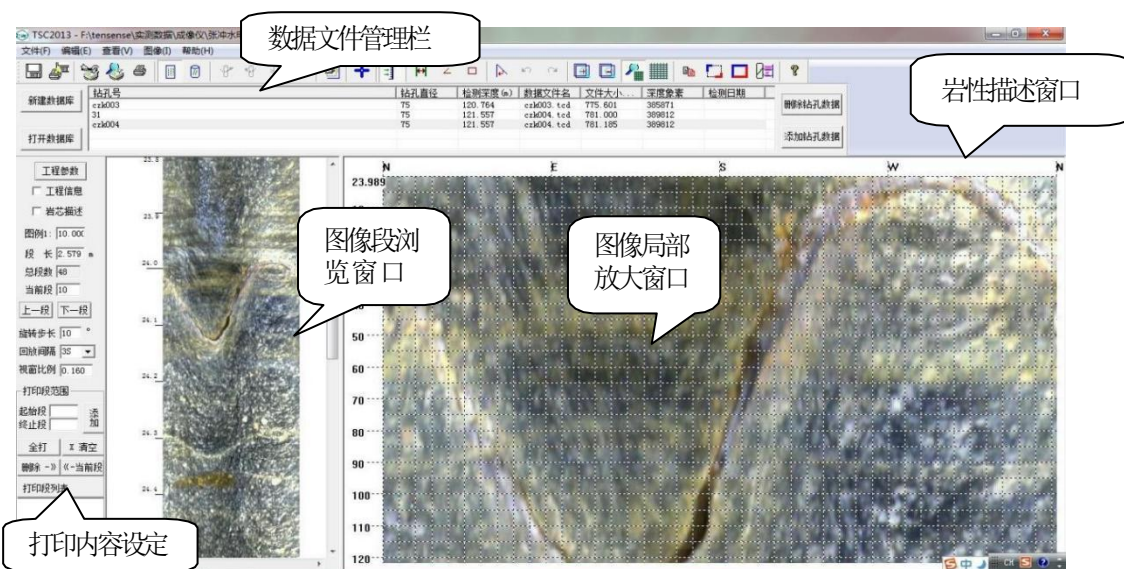 TSC2013 - F:\tensense\实测数据\成像仪\张冲水
数据文件管理栏
文件(F) 编辑(E) 查看(V) 图像(I) 帮助(H)
岩性描述窗口
新建数据库
打开数据库
钻孔号 钻孔直径 检测深度(m) 数据文件名 文件大小... 深度象素 检测日期
czk003 75 120.764 czk003.tcd 775.601 385871
31 75 121.557 czk004.tcd 781.000 389812
czk004 75 121.557 czk004.tcd 781.185 389812
删除钻孔数据
添加钻孔数据
工程参数
工程信息
岩芯描述
图例1: 10.00
段 长 2.579 m
总段数 48
当前段 10
上一段 下一段
旋转步长 10 °
回放间隔 3S
视窗比例 0.160
打印段范围
起始段
终止段
添加
全打 清空
删除 -》 《-当前段
打印段列表
打印内容设定
24.0
24.1
24.2
24.3
24.4
图像段浏
览窗口
N E S W N
23.989
图像局部
放大窗口
50
60
70
80
90
100
110
120
中
CH